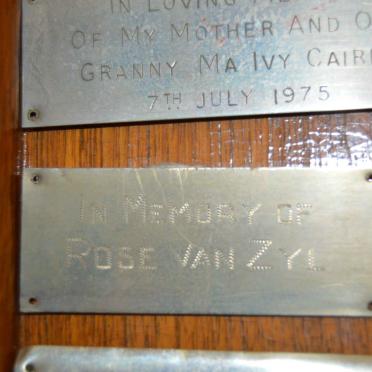 IN LOVING
OF MY MOTHER AND
GRANNY MA IVY
7TH JULY 1975
IN MEMORY OF
ROSE VAN ZYL